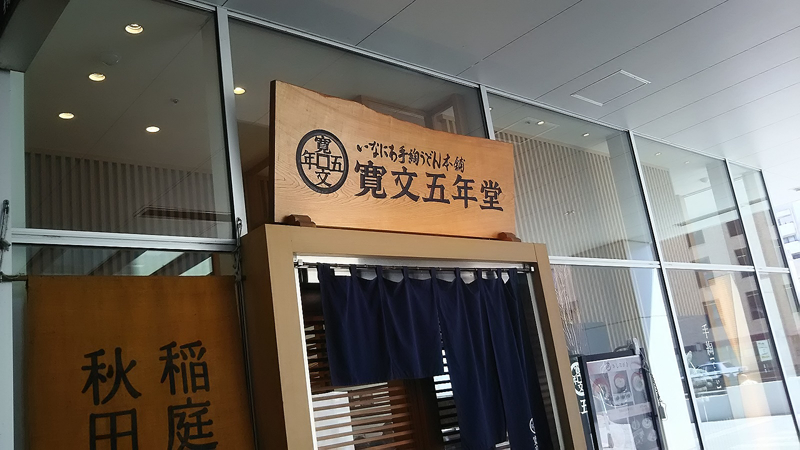 いなにわ手綯うどん本舗
寛文五年堂
寛五文年
稲庭
秋田